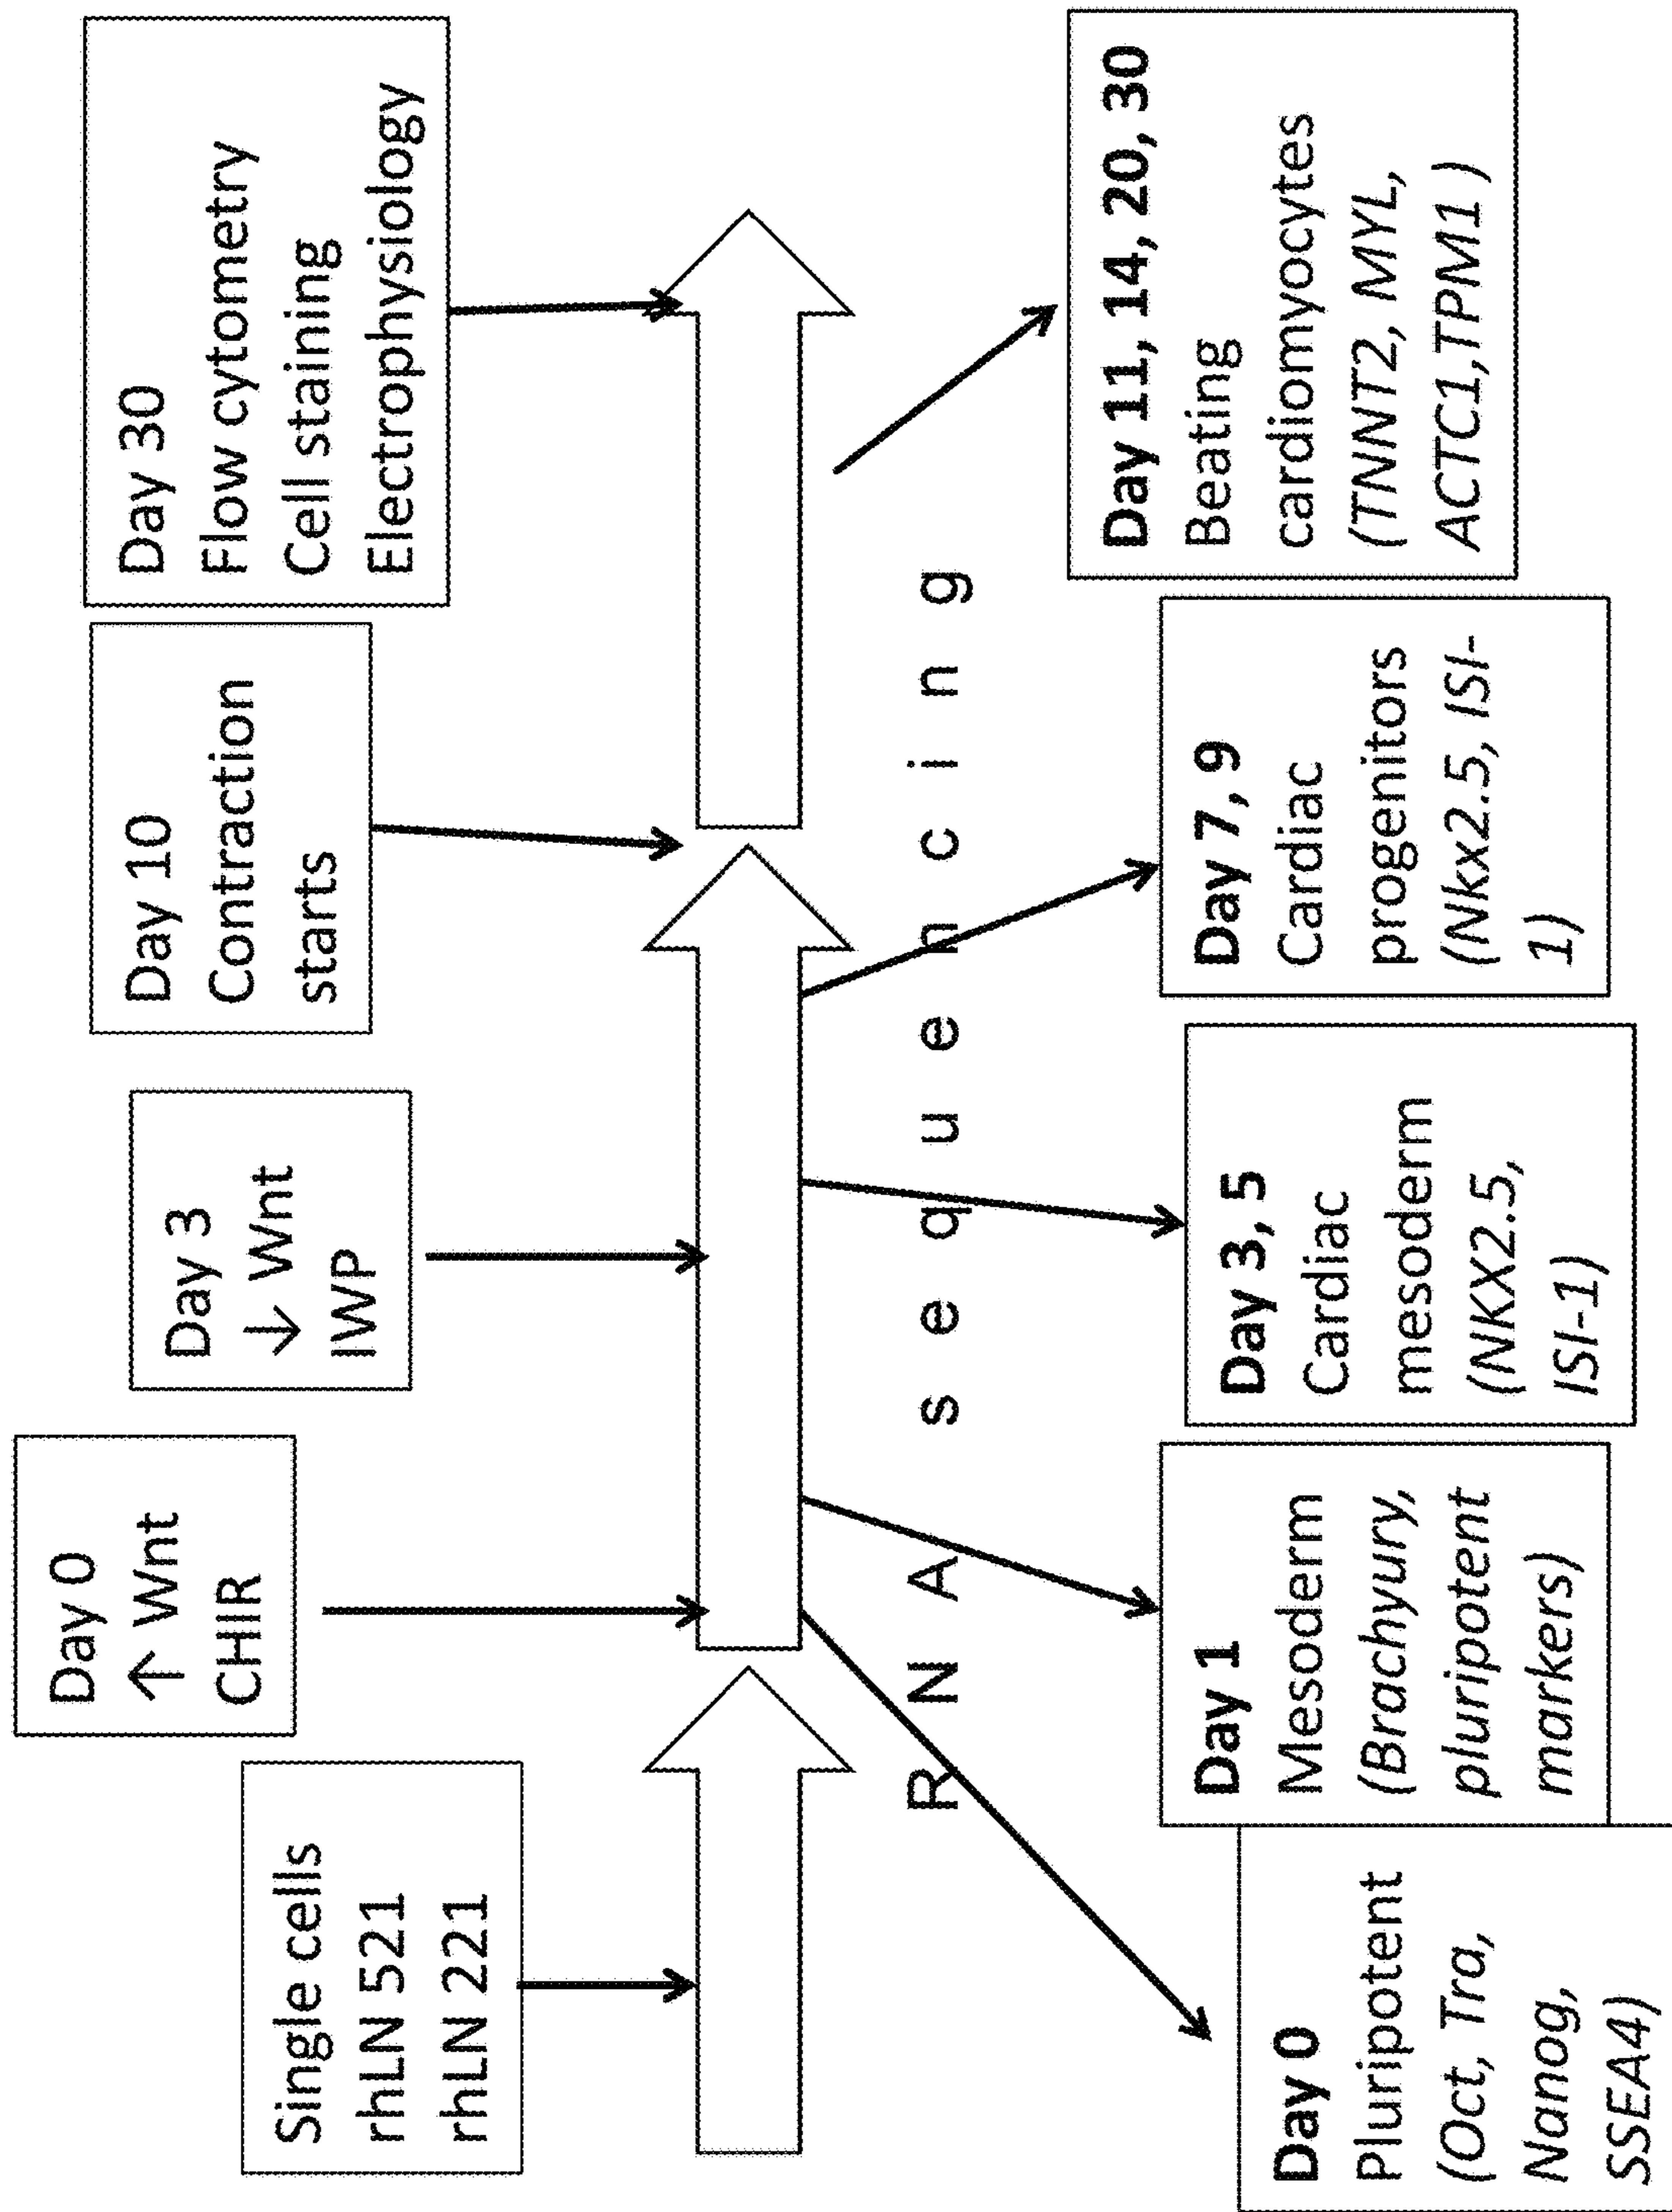 Single cells
rhLN 521
rhLN 221
Day 0
↑ Wnt
CHIR
Day 3
↓ Wnt
IWP
Day 10
Contraction
starts
Day 30
Flow cytometry
Cell staining
Electrophysiology
RNA sequencing
Day 0
Pluripotent
(Oct, Tra,
Nanog,
SSEA4)
Day 1
Mesoderm
(Brachyury,
pluripotent
markers)
Day 3, 5
Cardiac
mesoderm
(NKX2.5,
ISI-1)
Day 7, 9
Cardiac
progenitors
(Nkx2.5, ISI-
1)
Day 11, 14, 20, 30
Beating
cardiomyocytes
(TNNT2, MYL,
ACTC1,TPM1 )